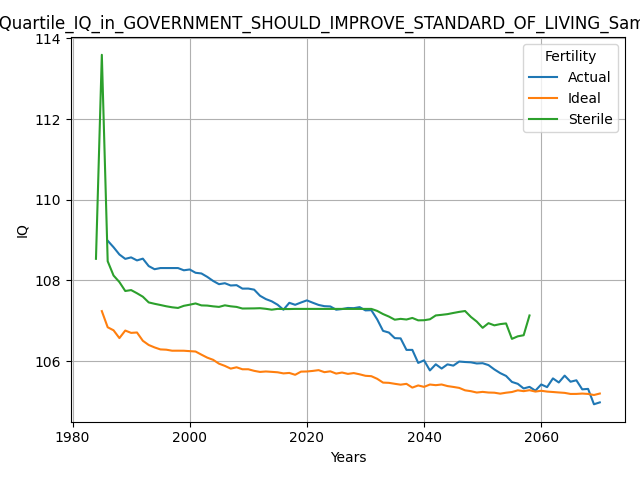 Quartile_IQ_in_GOVERNMENT_SHOULD_IMPROVE_STANDARD_OF_LIVING_Sam
114
112
110
108
106
IQ
Fertility
Actual
Ideal
Sterile
1980
2000
2020
2040
2060
Years